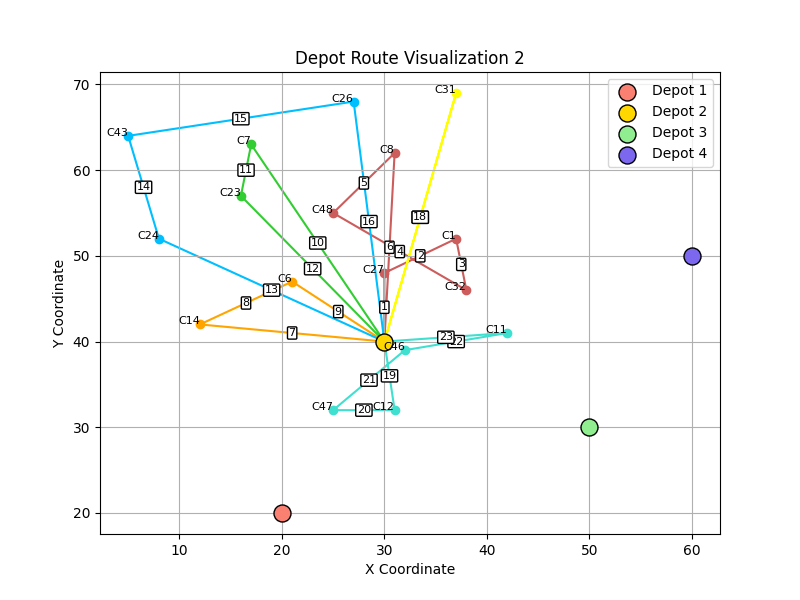 Depot Route Visualization 2
Depot 1
Depot 2
Depot 3
Depot 4
Y Coordinate
70
60
50
40
30
20
C31
C26
C43
15
C7
C8
11
5
14
C23
C48
18
16
C24
10
6
4
2
C1
12
C27
3
C6
13
C32
8
9
1
C14
7
C46
23
22
C11
21
19
C47
20
C12
10
20
30
40
50
60
X Coordinate